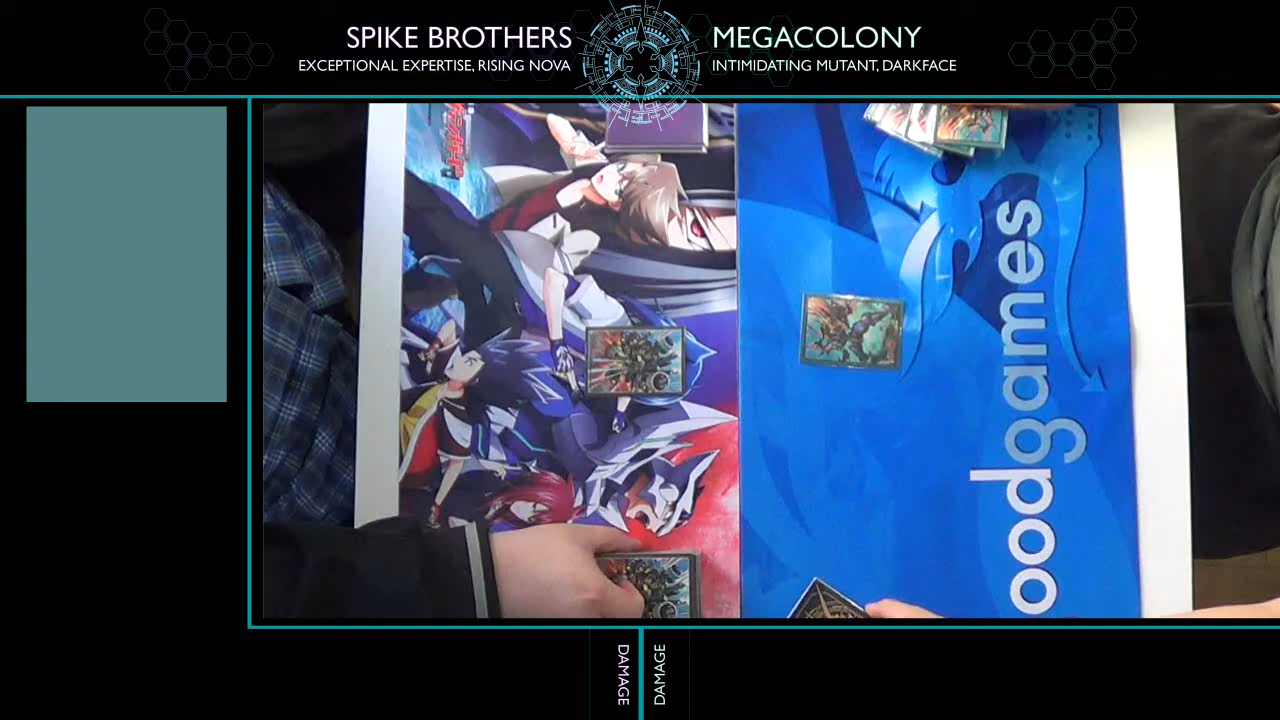 SPIKE BROTHERS
EXCEPTIONAL EXPERTISE, RISING NOVA
MEGACOLONY
INTIMIDATING MUTANT, DARKFACE
oodgames
DAMAGE
DAMAGE